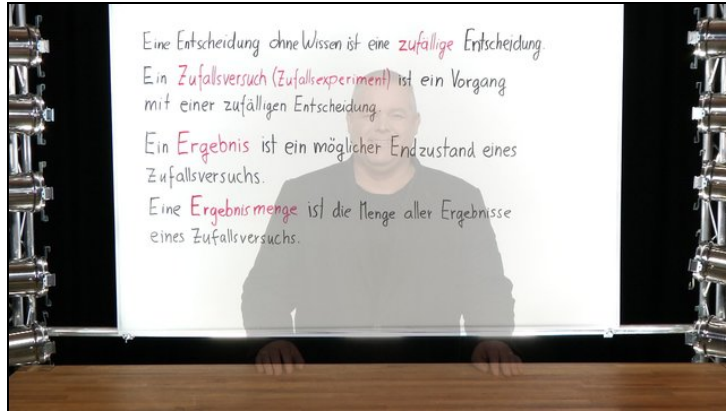 Eine Entscheidung ohne Wissen ist eine zufällige Entscheidung.
Ein Zufallsversuch (Zufallsexperiment) ist ein Vorgang
mit einer zufälligen Entscheidung.
Ein Ergebnis ist ein möglicher Endzustand eines
Zufallsversuchs.
Eine Ergebnismenge ist die Menge aller Ergebnisse
eines Zufallsversuchs.